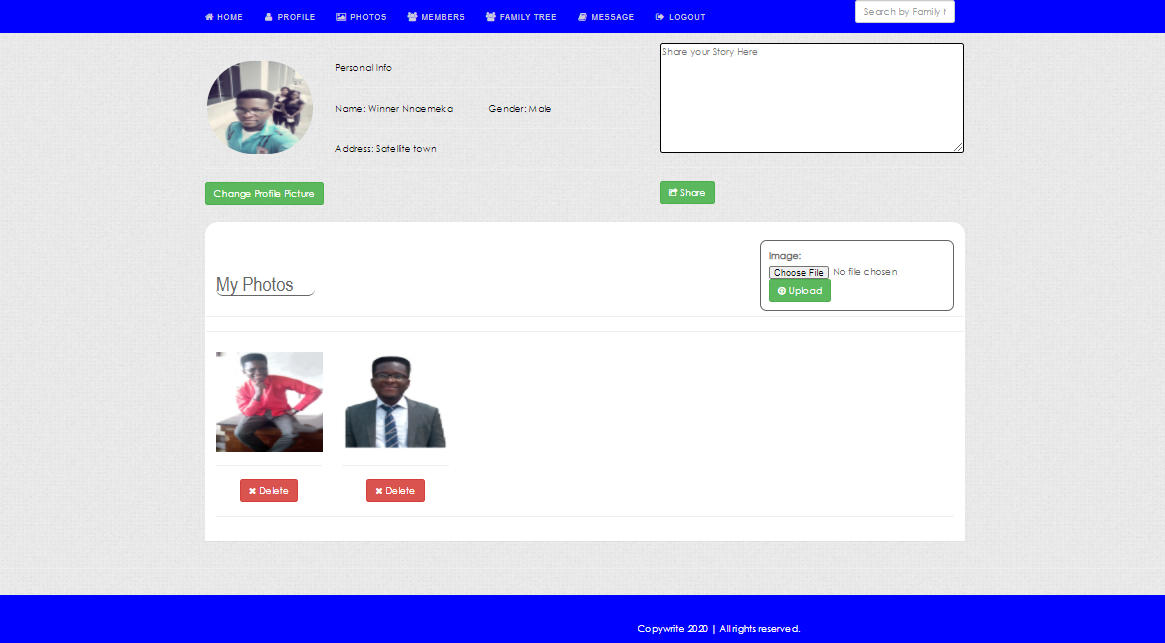 HOME PROFILE PHOTOS MEMBERS FAMILY TREE MESSAGE LOGOUT
Search by Family
Personal Info
Share your Story Here
Name: Winner Nnaemeka Gender: Male
Address: Satellite town
Change Profile Picture
Share
Image:
Choose File No file chosen
My Photos
Upload
Delete Delete
Copywrite 2020 | All rights reserved.